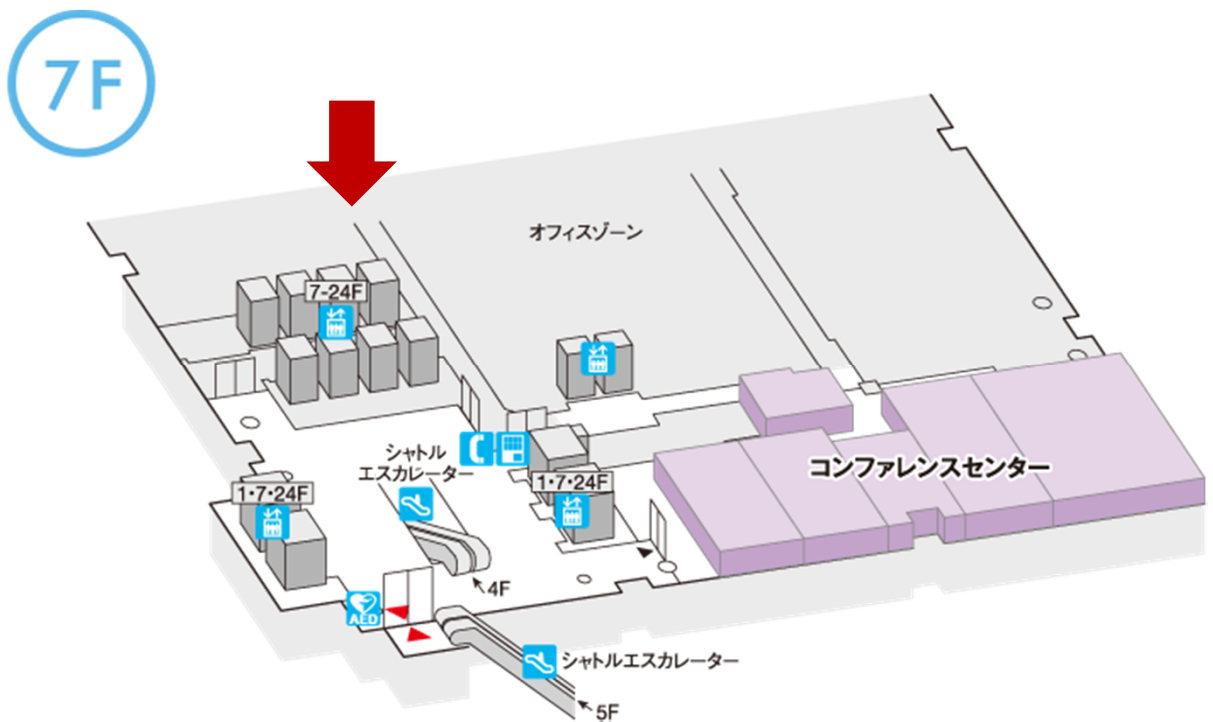 7F
オフィスゾーン
7-24F
シャトル
エスカレーター
コンファレンスセンター
1・7・24F
1・7・24F
4F
AED
シャトルエスカレーター
5F